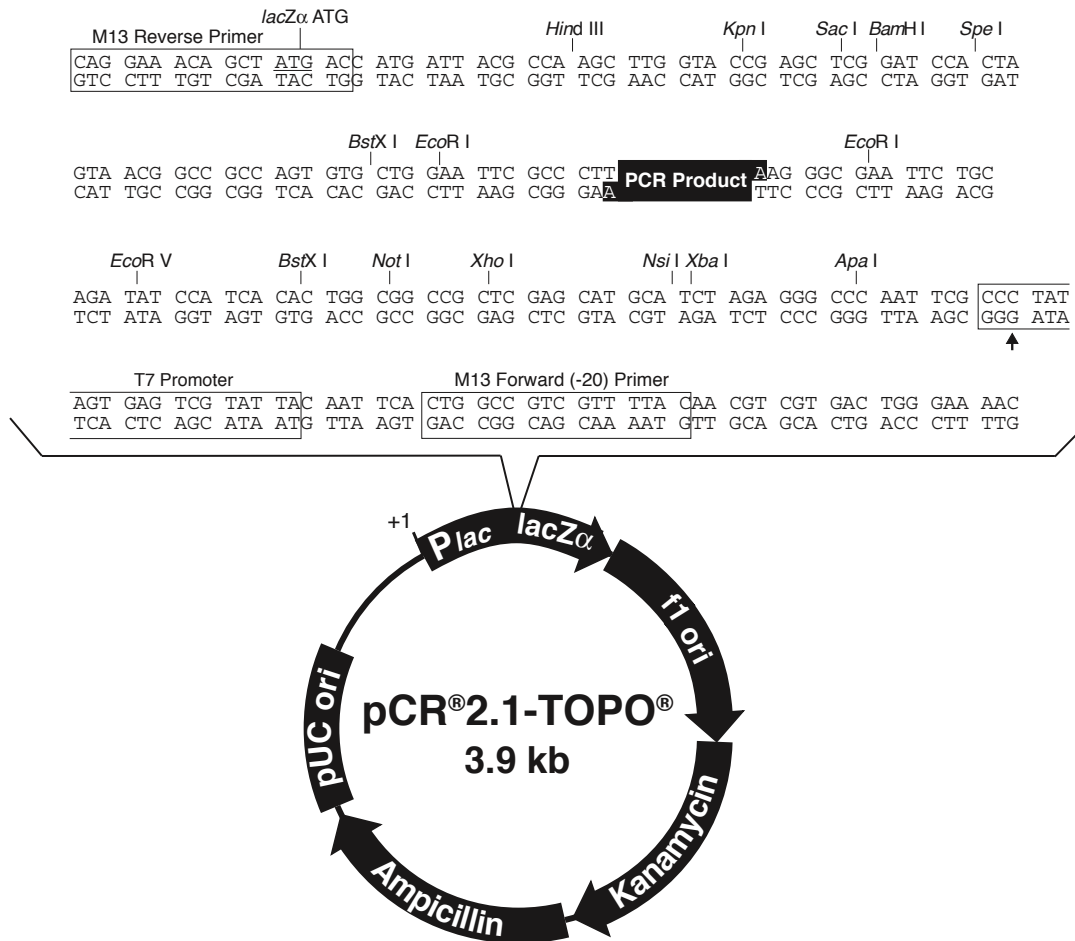 lacZα ATG
M13 Reverse Primer
Hind III Kpn I Sac I BamH I Spe I
CAG GAA ACA GCT ATG ACC ATG ATT ACG CCA AGC TTG GTA CCG AGC TCG GAT CCA CTA
GTC CTT TGT CGA TAC TGG TAC TAA TGC GGT TCG AAC CAT GGC TCG AGC CTA GGT GAT
BstX I EcoR I EcoR I
GTA ACG GCC GCC AGT GTG CTG GAA TTC GCC CTT PCR Product AAG GGC GAA TTC TGC
CAT TGC CGG CGG TCA CAC GAC CTT AAG CGG GAA TTC CCG CTT AAG ACG
EcoR V BstX I Not I Xho I Nsi I Xba I Apa I
AGA TAT CCA TCA CAC TGG CGG CCG CTC GAG CAT GCA TCT AGA GGG CCC AAT TCG CCC TAT
TCT ATA GGT AGT GTG ACC GCC GGC GAG CTC GTA CGT AGA TCT CCC GGG TTA AGC GGG ATA
T7 Promoter M13 Forward (-20) Primer
AGT GAG TCG TAT TAC AAT TCA CTG GCC GTC GTT TTA CAA CGT CGT GAC TGG GAA AAC
TCA CTC AGC ATA ATG TTA AGT GAC CGG CAG CAA AAT GTT GCA GCA CTG ACC CTT TTG
+1
Plac lacZα
f1 ori
Kanamycin
Ampicillin
pUC ori
pCR®2.1-TOPO®
3.9 kb